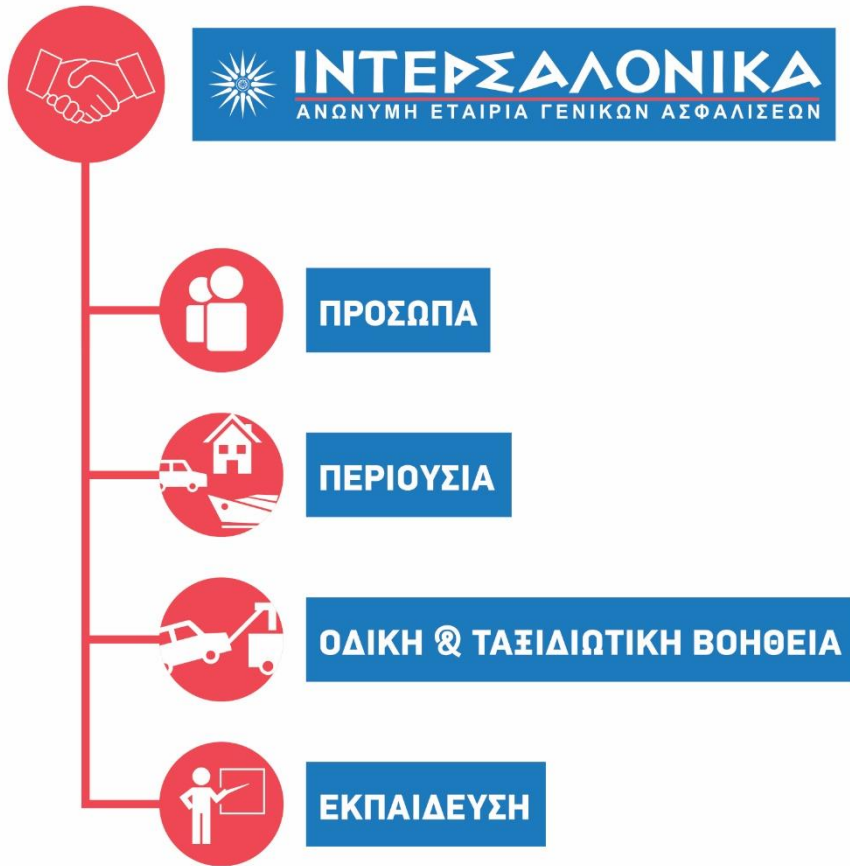 ΙΝΤΕΡΣΑΛΟΝΙΚΑ
ΑΝΩΝΥΜΗ ΕΤΑΙΡΙΑ ΓΕΝΙΚΩΝ ΑΣΦΑΛΙΣΕΩΝ
ΠΡΟΣΩΠΑ
ΠΕΡΙΟΥΣΙΑ
ΟΔΙΚΗ & ΤΑΞΙΔΙΩΤΙΚΗ ΒΟΗΘΕΙΑ
ΕΚΠΑΙΔΕΥΣΗ